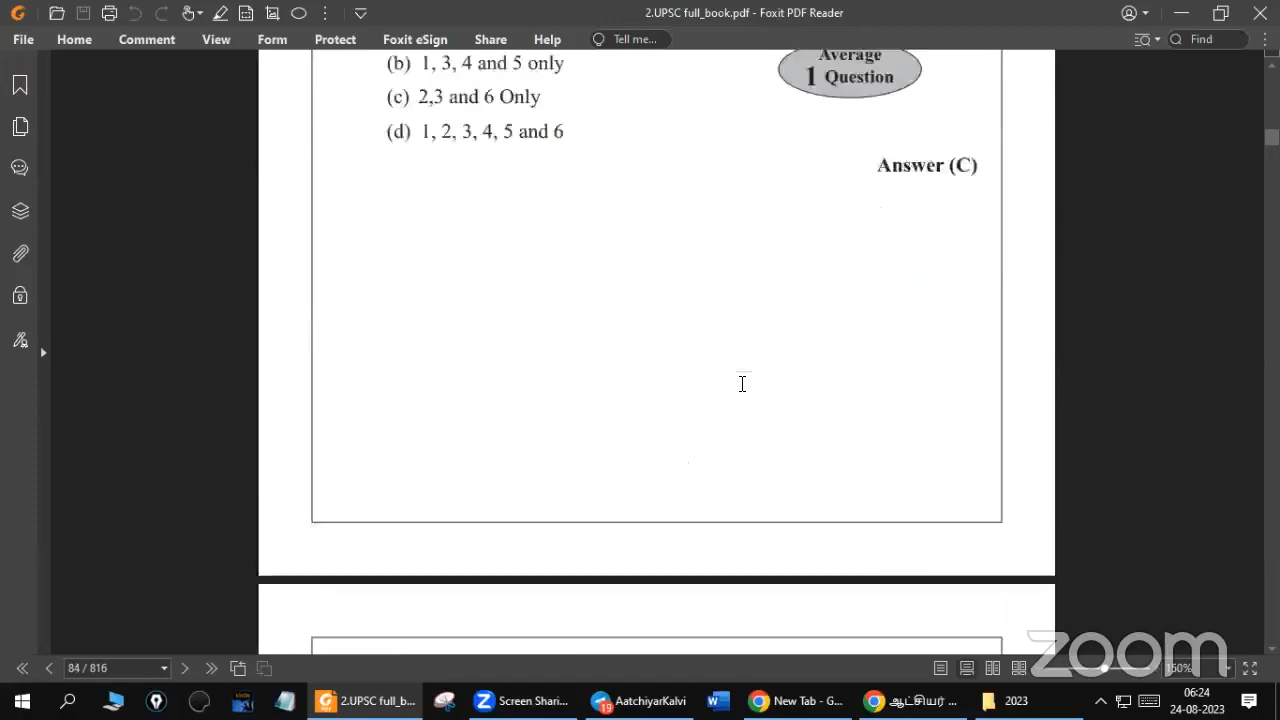 2.UPSC full_book.pdf - Foxit PDF Reader
File Home Comment View Form Protect Foxit eSign Share Help Tell me... Find
(b) 1, 3, 4 and 5 only
(c) 2,3 and 6 Only
(d) 1, 2, 3, 4, 5 and 6
Average
1 Question
Answer (C)
zoom
84 / 816
150%
2.UPSC full_b... Screen Shari... 19 AatchiyarKalvi New Tab - G... ஆட்சியர் ... 2023
06:24
24-08-2023